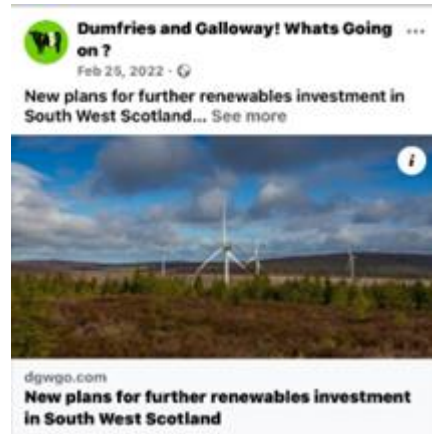 Dumfries and Galloway! Whats Going ...
on ?
Feb 25, 2022 ·
New plans for further renewables investment in
South West Scotland... See more
i
dgwgo.com
New plans for further renewables investment
in South West Scotland